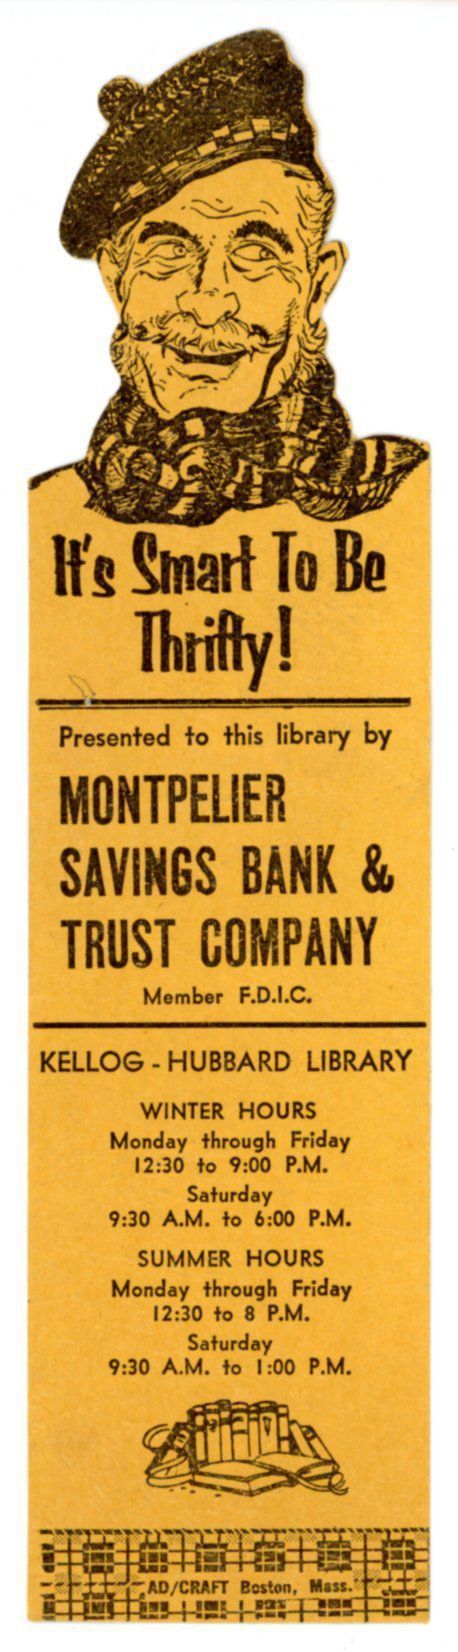 It's Smart To Be
Thrifty!
Presented to this library by
MONTPELIER
SAVINGS BANK &
TRUST COMPANY
Member F.D.I.C.
KELLOG - HUBBARD LIBRARY
WINTER HOURS
Monday through Friday
12:30 to 9:00 P.M.
Saturday
9:30 A.M. to 6:00 P.M.
SUMMER HOURS
Monday through Friday
12:30 to 8 P.M.
Saturday
9:30 A.M. to 1:00 P.M.
AD/CRAFT Boston, Mass.